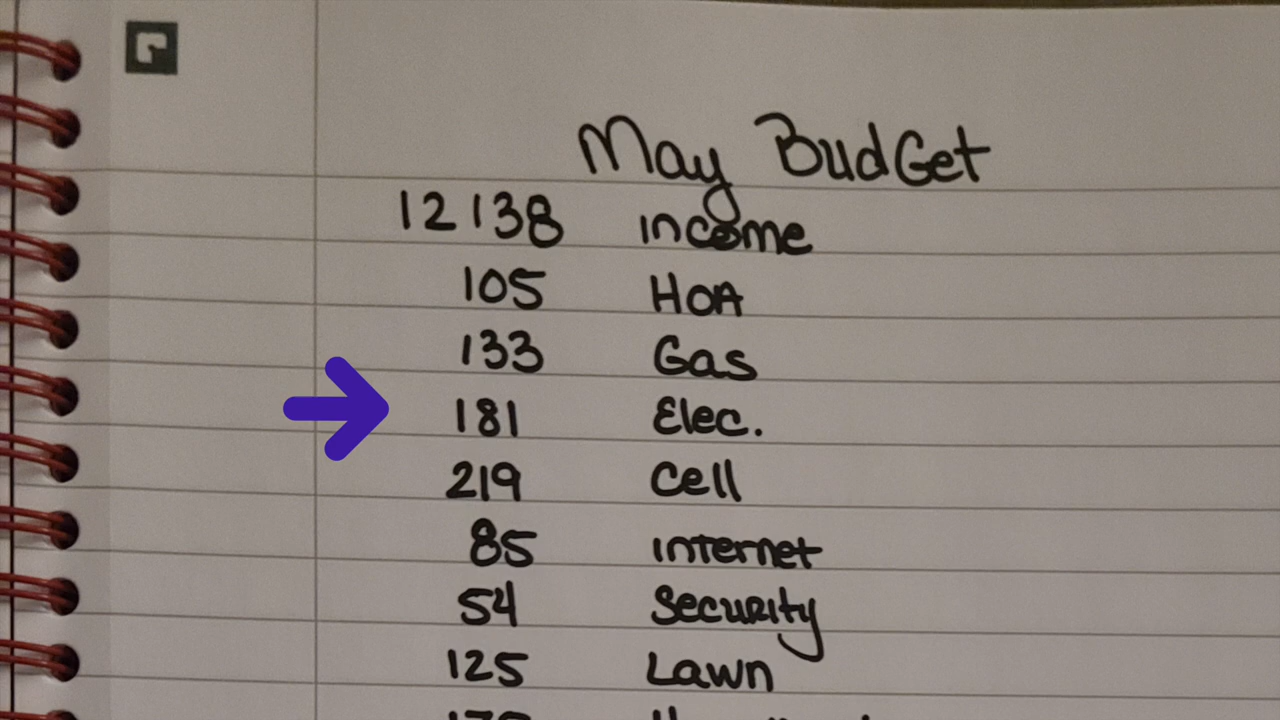 May BudGet
12138 income
105 HOA
133 Gas
181 Elec.
219 Cell
85 internet
54 Security
125 Lawn